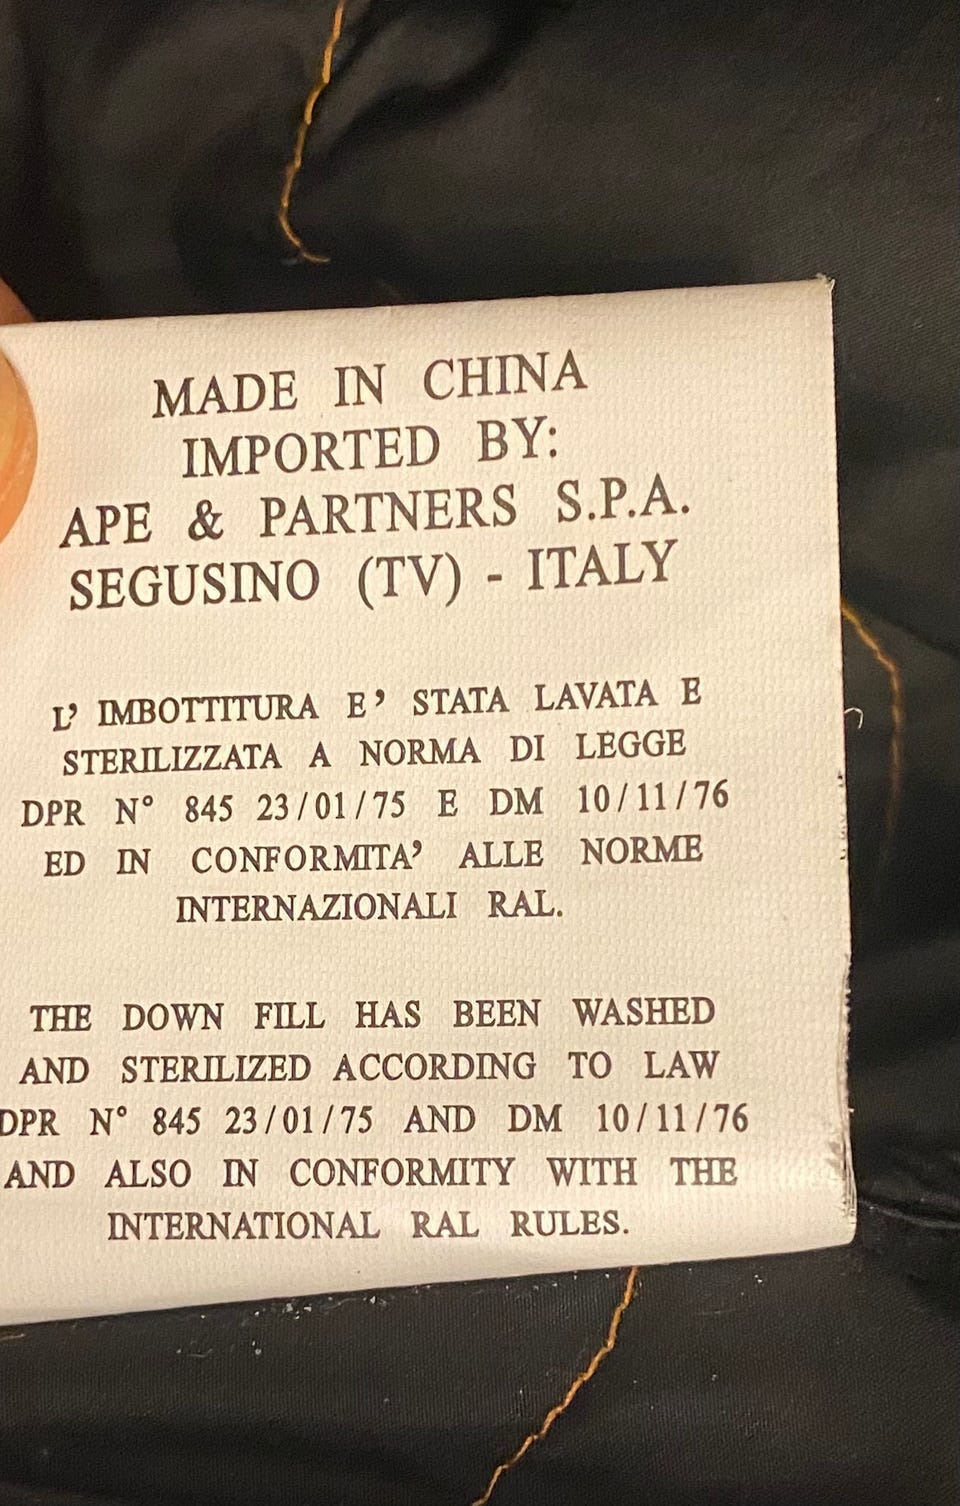 MADE IN CHINA
IMPORTED BY:
APE & PARTNERS S.P.A.
SEGUSINO (TV) - ITALY
L’ IMBOTTITURA E’ STATA LAVATA E
STERILIZZATA A NORMA DI LEGGE
DPR N° 845 23/01/75 E DM 10/11/76
ED IN CONFORMITA’ ALLE NORME
INTERNAZIONALI RAL.
THE DOWN FILL HAS BEEN WASHED
AND STERILIZED ACCORDING TO LAW
DPR N° 845 23/01/75 AND DM 10/11/76
AND ALSO IN CONFORMITY WITH THE
INTERNATIONAL RAL RULES.